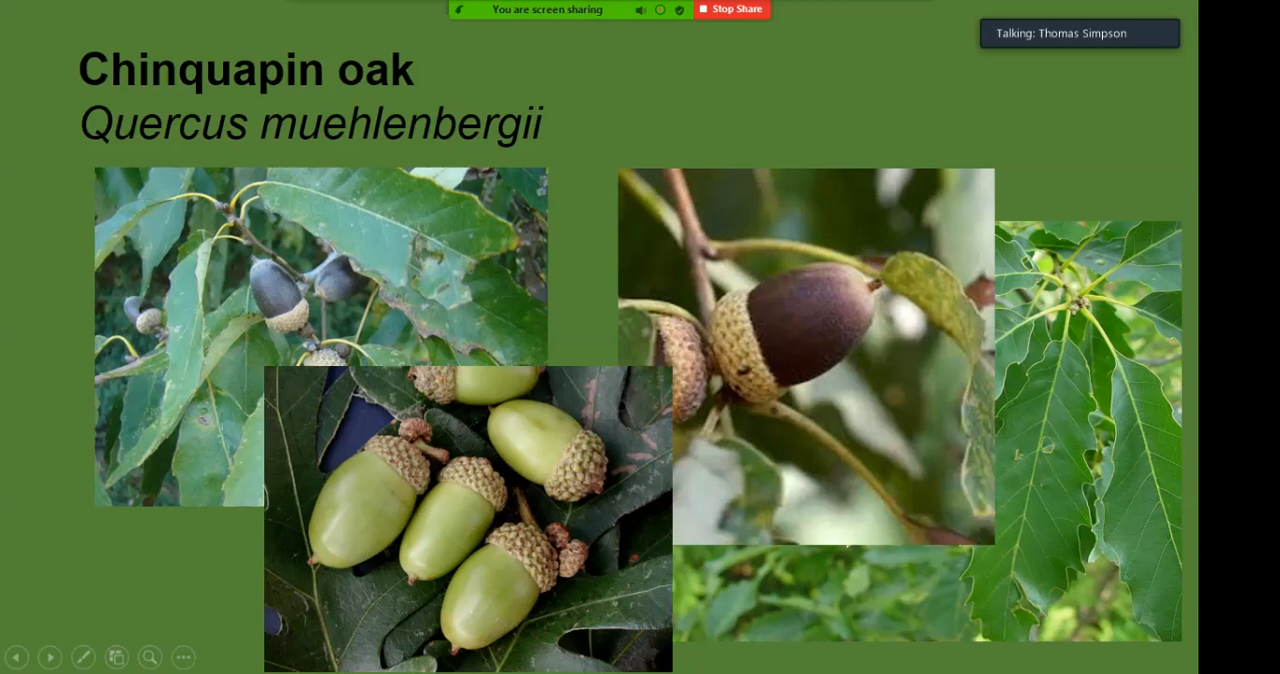 You are screen sharing
Stop Share
Talking: Thomas Simpson
Chinquapin oak
Quercus muehlenbergii